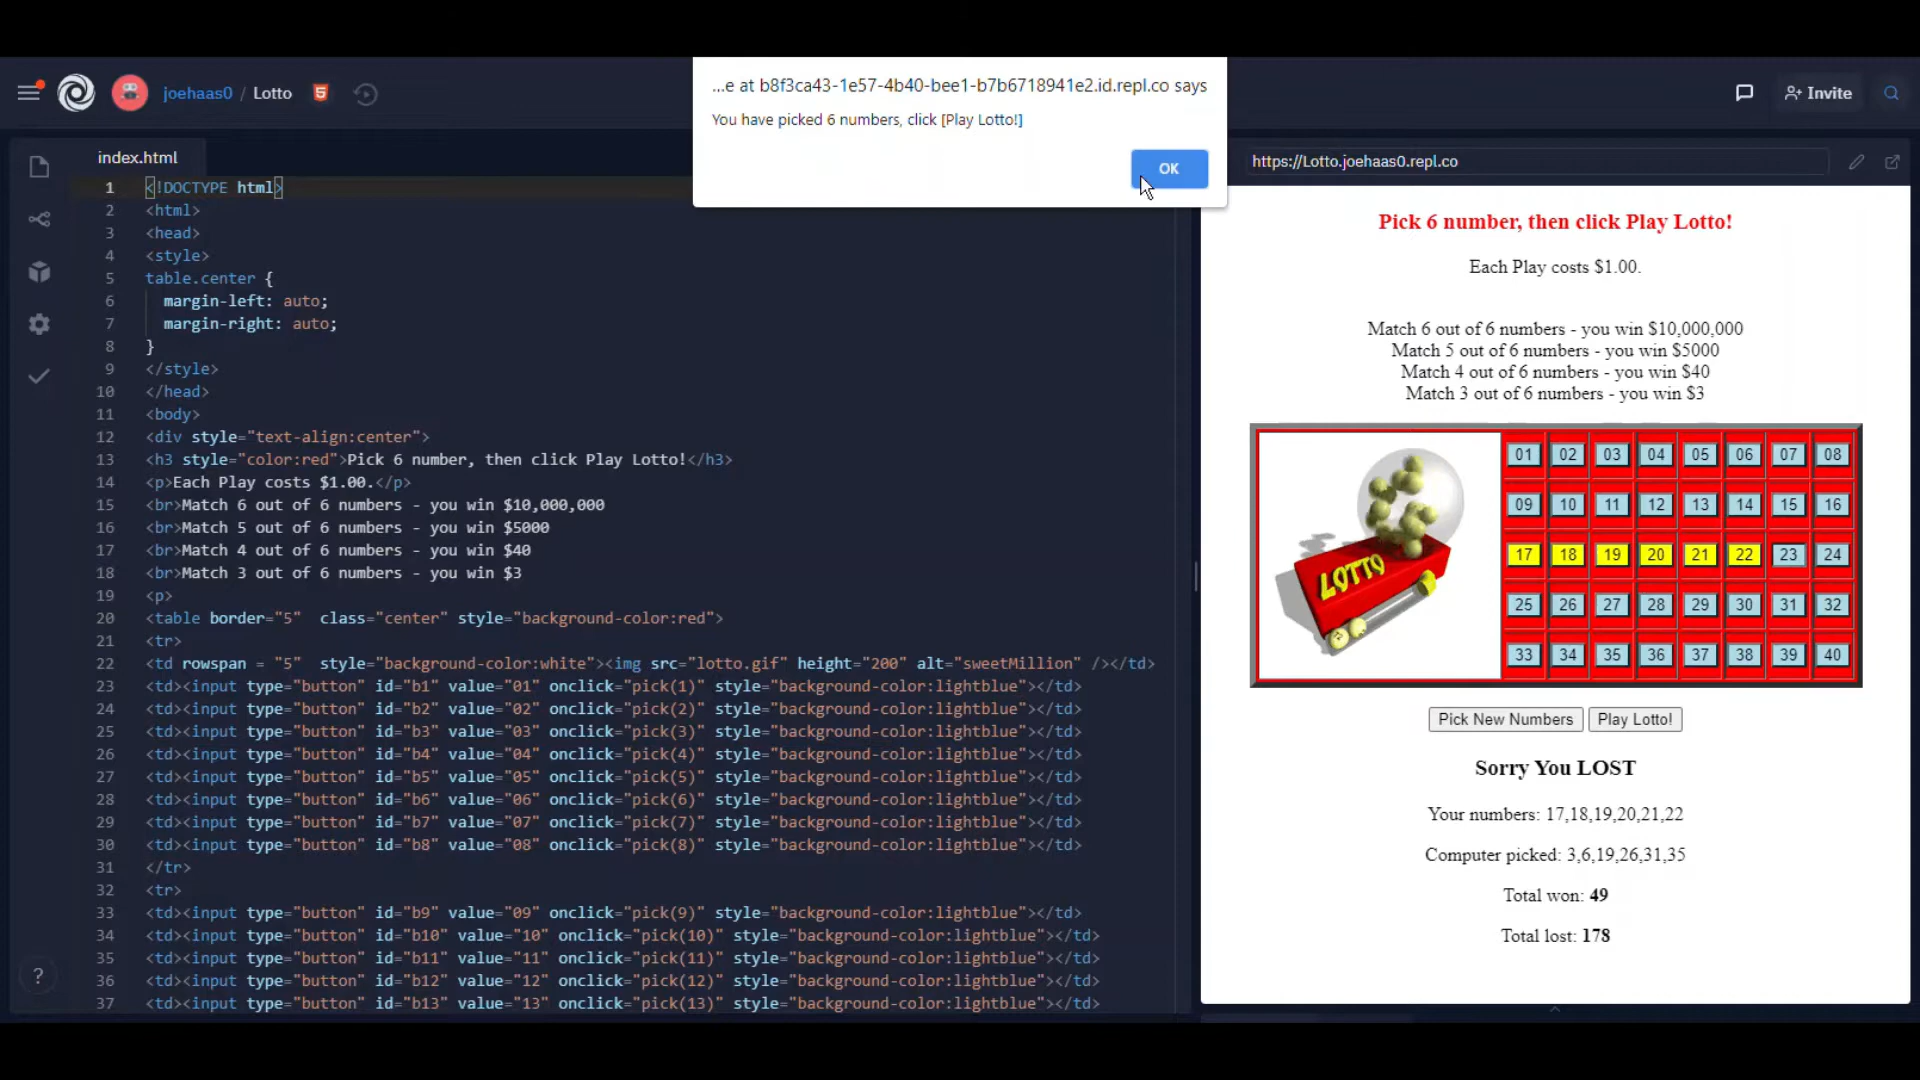 ...e at b8f3ca43-1e57-4b40-bee1-b7b6718941e2.id.repl.co says
You have picked 6 numbers, click [Play Lotto!]
OK
joehaas0 / Lotto
Invite
index.html
1 <!DOCTYPE html>
2 <html>
3 <head>
4 <style>
5 table.center {
6 margin-left: auto;
7 margin-right: auto;
8 }
9 </style>
10 </head>
11 <body>
12 <div style="text-align:center">
13 <h3 style="color:red">Pick 6 number, then click Play Lotto!</h3>
14 <p>Each Play costs $1.00.</p>
15 <br>Match 6 out of 6 numbers - you win $10,000,000
16 <br>Match 5 out of 6 numbers - you win $5000
17 <br>Match 4 out of 6 numbers - you win $40
18 <br>Match 3 out of 6 numbers - you win $3
19 <p>
20 <table border="5"  class="center" style="background-color:red">
21 <tr>
22 <td rowspan = "5"  style="background-color:white"><img src="lotto.gif" height="200" alt="sweetMillion" /></td>
23 <td><input type="button" id="b1" value="01" onclick="pick(1)" style="background-color:lightblue"></td>
24 <td><input type="button" id="b2" value="02" onclick="pick(2)" style="background-color:lightblue"></td>
25 <td><input type="button" id="b3" value="03" onclick="pick(3)" style="background-color:lightblue"></td>
26 <td><input type="button" id="b4" value="04" onclick="pick(4)" style="background-color:lightblue"></td>
27 <td><input type="button" id="b5" value="05" onclick="pick(5)" style="background-color:lightblue"></td>
28 <td><input type="button" id="b6" value="06" onclick="pick(6)" style="background-color:lightblue"></td>
29 <td><input type="button" id="b7" value="07" onclick="pick(7)" style="background-color:lightblue"></td>
30 <td><input type="button" id="b8" value="08" onclick="pick(8)" style="background-color:lightblue"></td>
31 </tr>
32 <tr>
33 <td><input type="button" id="b9" value="09" onclick="pick(9)" style="background-color:lightblue"></td>
34 <td><input type="button" id="b10" value="10" onclick="pick(10)" style="background-color:lightblue"></td>
35 <td><input type="button" id="b11" value="11" onclick="pick(11)" style="background-color:lightblue"></td>
36 <td><input type="button" id="b12" value="12" onclick="pick(12)" style="background-color:lightblue"></td>
37 <td><input type="button" id="b13" value="13" onclick="pick(13)" style="background-color:lightblue"></td>
?
https://Lotto.joehaas0.repl.co
Pick 6 number, then click Play Lotto!
Each Play costs $1.00.
Match 6 out of 6 numbers - you win $10,000,000
Match 5 out of 6 numbers - you win $5000
Match 4 out of 6 numbers - you win $40
Match 3 out of 6 numbers - you win $3
LOTTO
01 02 03 04 05 06 07 08
09 10 11 12 13 14 15 16
17 18 19 20 21 22 23 24
25 26 27 28 29 30 31 32
33 34 35 36 37 38 39 40
Pick New Numbers Play Lotto!
Sorry You LOST
Your numbers: 17,18,19,20,21,22
Computer picked: 3,6,19,26,31,35
Total won: 49
Total lost: 178